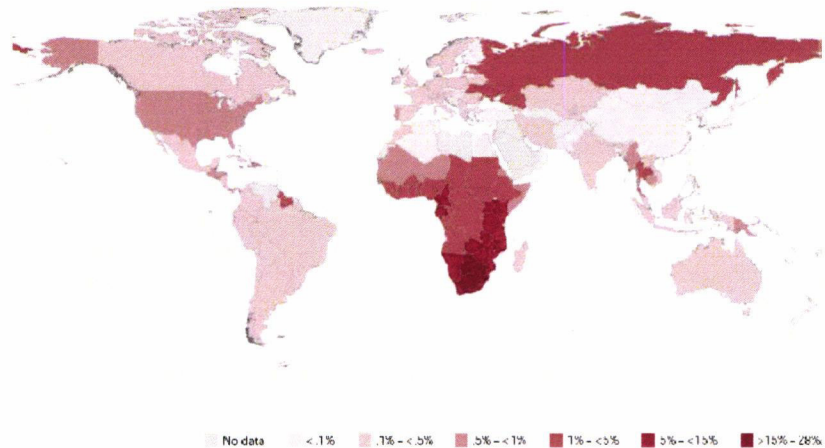 No data < .1% .1% – <.5% .5% – <1% 1% – <5% 5% – <15% >15% – 28%